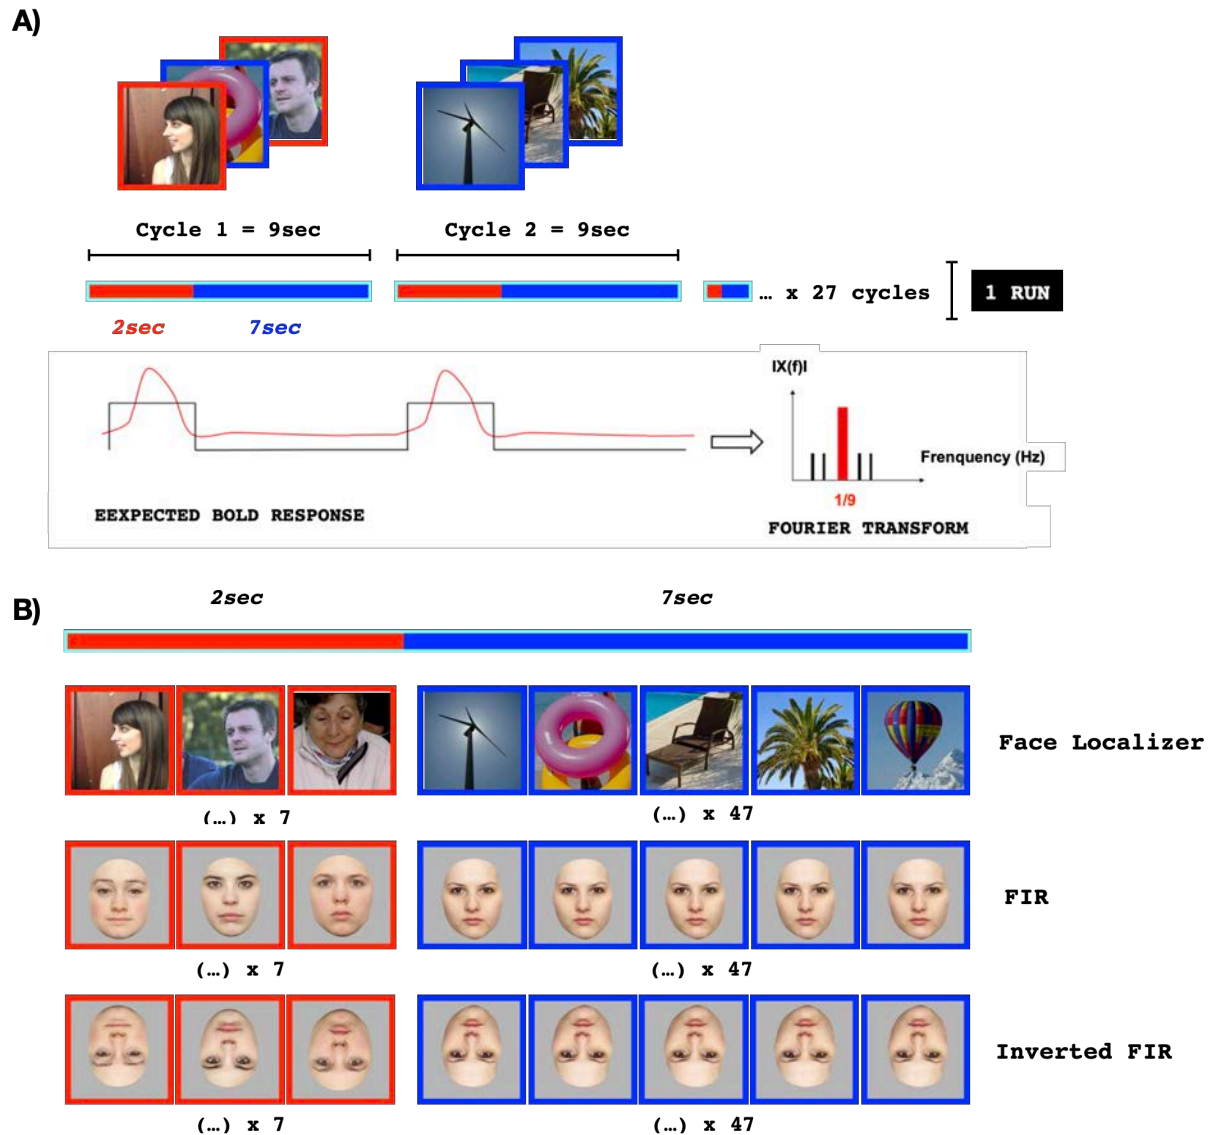 A)
Cycle 1 = 9sec
Cycle 2 = 9sec
… x 27 cycles
1 RUN
2sec
7sec
IX(f)I
Frenquency (Hz)
1/9
EEXPECTED BOLD RESPONSE
FOURIER TRANSFORM
B)
2sec
7sec
Face Localizer
(…) x 7
(…) x 47
FIR
(…) x 7
(…) x 47
Inverted FIR
(…) x 7
(…) x 47